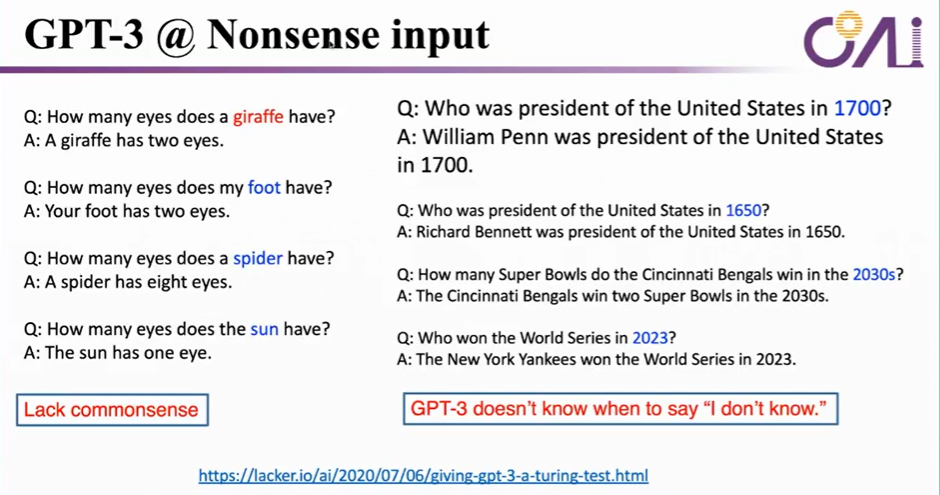 GPT-3 @ Nonsense input
OAi
Q: How many eyes does a giraffe have?
A: A giraffe has two eyes.
Q: How many eyes does my foot have?
A: Your foot has two eyes.
Q: How many eyes does a spider have?
A: A spider has eight eyes.
Q: How many eyes does the sun have?
A: The sun has one eye.
Lack commonsense
Q: Who was president of the United States in 1700?
A: William Penn was president of the United States
in 1700.
Q: Who was president of the United States in 1650?
A: Richard Bennett was president of the United States in 1650.
Q: How many Super Bowls do the Cincinnati Bengals win in the 2030s?
A: The Cincinnati Bengals win two Super Bowls in the 2030s.
Q: Who won the World Series in 2023?
A: The New York Yankees won the World Series in 2023.
GPT-3 doesn't know when to say “I don't know.”
https://lacker.io/ai/2020/07/06/giving-gpt-3-a-turing-test.html